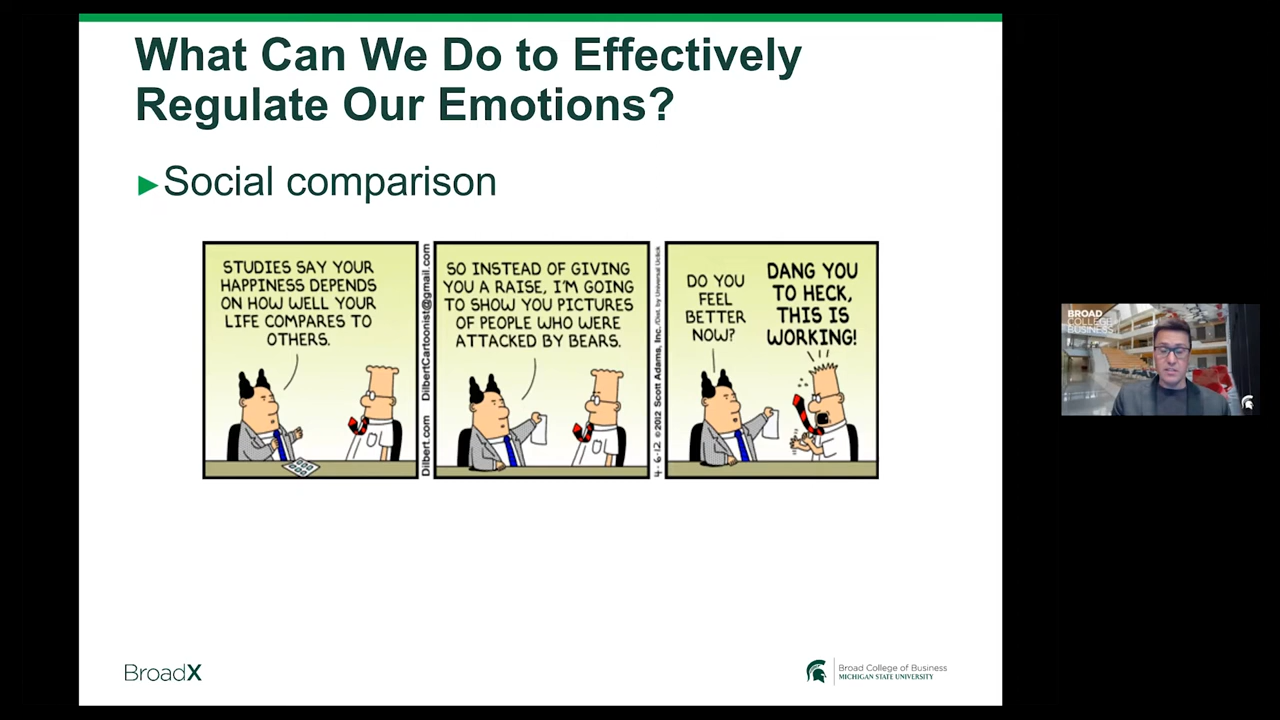 What Can We Do to Effectively
Regulate Our Emotions?
►Social comparison
STUDIES SAY YOUR
HAPPINESS DEPENDS
ON HOW WELL YOUR
LIFE COMPARES TO
OTHERS.
Dilbert.com DilbertCartoonist@gmail.com
SO INSTEAD OF GIVING
YOU A RAISE, I'M GOING
TO SHOW YOU PICTURES
OF PEOPLE WHO WERE
ATTACKED BY BEARS.
4-6-12 ©2012 Scott Adams, Inc./Dist. by Universal Uclick
DO YOU
FEEL
BETTER
NOW?
DANG YOU
TO HECK,
THIS IS
WORKING!
BROAD
COLLEGE
BUSINESS
BroadX
Broad College of Business
MICHIGAN STATE UNIVERSITY